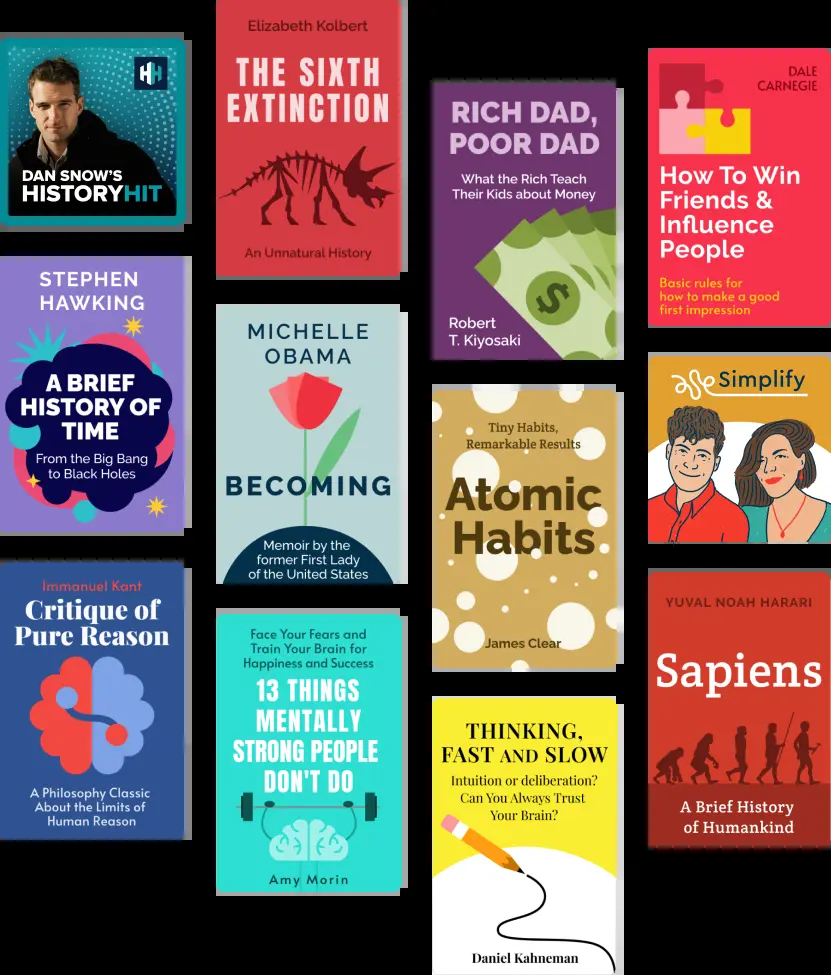 DAN SNOW'S
HISTORYHIT
STEPHEN
HAWKING
A BRIEF
HISTORY OF
TIME
From the Big Bang
to Black Holes
Immanuel Kant
Critique of
Pure Reason
A Philosophy Classic
About the Limits of
Human Reason
Elizabeth Kolbert
THE SIXTH
EXTINCTION
An Unnatural History
MICHELLE
OBAMA
BECOMING
Memoir by the
former First Lady
of the United States
Face Your Fears and
Train Your Brain for
Happiness and Success
13 THINGS
MENTALLY
STRONG PEOPLE
DON'T DO
Amy Morin
RICH DAD,
POOR DAD
What the Rich Teach
Their Kids about Money
$
Robert
T. Kiyosaki
Tiny Habits,
Remarkable Results
Atomic
Habits
James Clear
THINKING,
FAST AND SLOW
Intuition or deliberation?
Can You Always Trust
Your Brain?
Daniel Kahneman
DALE
CARNEGIE
How To Win
Friends &
Influence
People
Basic rules for
how to make a good
first impression
Simplify
YUVAL NOAH HARARI
Sapiens
A Brief History
of Humankind